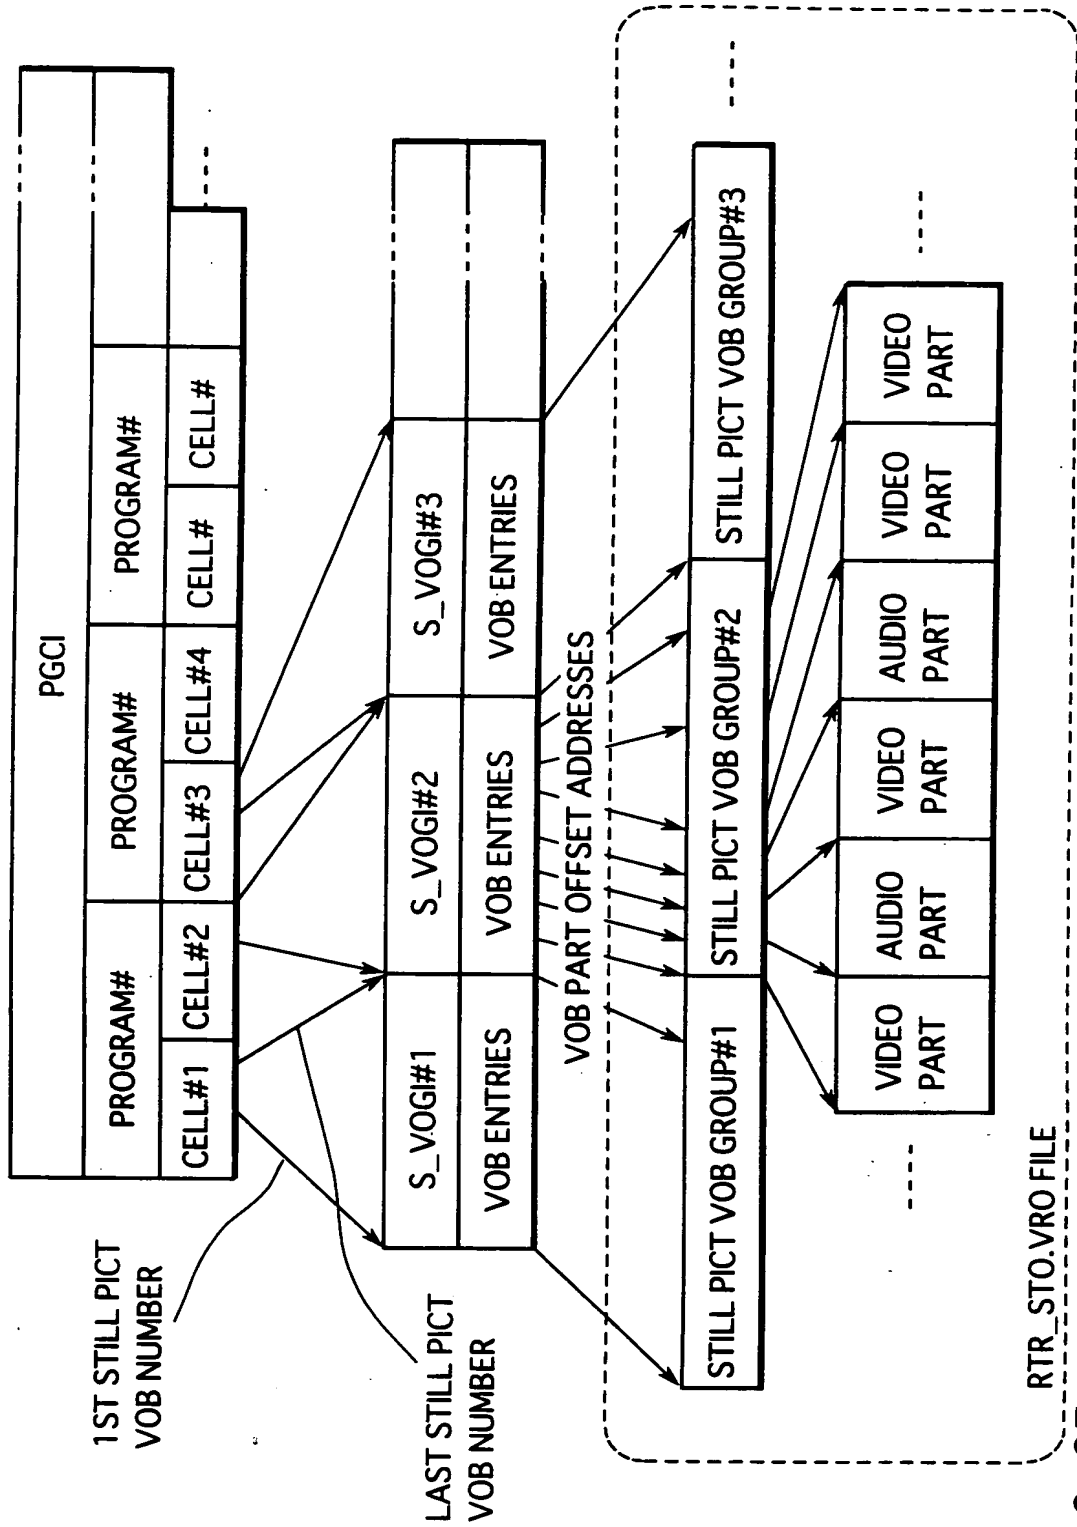 PGCI
PROGRAM#
PROGRAM#
PROGRAM#
CELL#1
CELL#2
CELL#3
CELL#4
CELL#
CELL#
1ST STILL PICT
VOB NUMBER
LAST STILL PICT
VOB NUMBER
S_VOGI#1
S_VOGI#2
S_VOGI#3
VOB ENTRIES
VOB ENTRIES
VOB ENTRIES
VOB PART OFFSET ADDRESSES
STILL PICT VOB GROUP#1
STILL PICT VOB GROUP#2
STILL PICT VOB GROUP#3
VIDEO
PART
AUDIO
PART
VIDEO
PART
AUDIO
PART
VIDEO
PART
VIDEO
PART
RTR_STO.VRO FILE